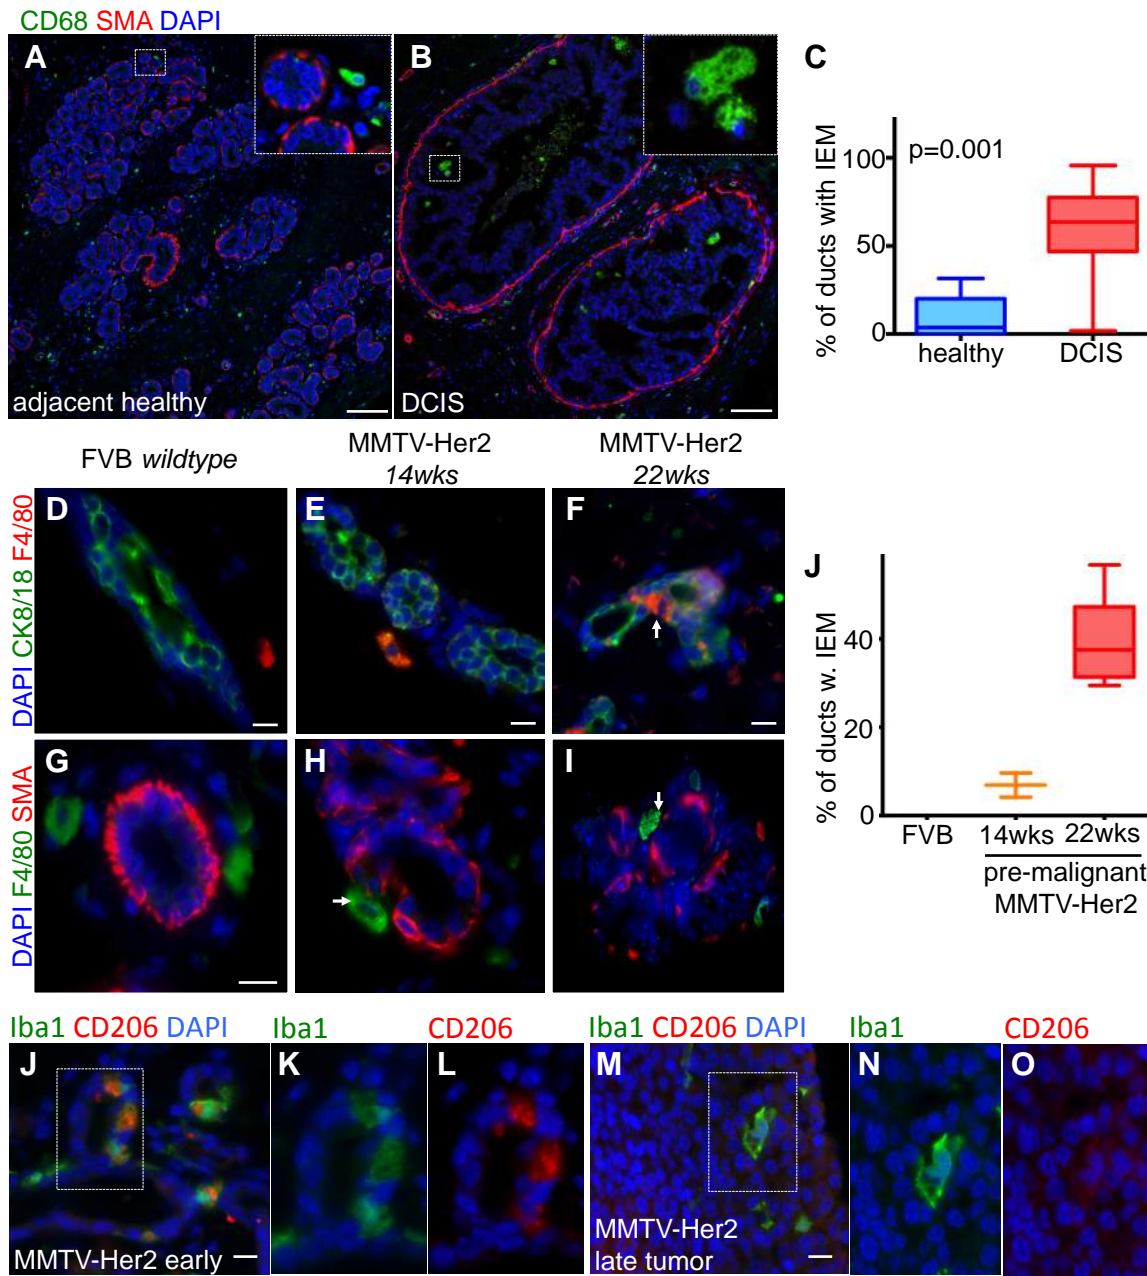 CD68 SMA DAPI
A
adjacent healthy
B
DCIS
C
% of ducts with IEM
100
50
0
p=0.001
healthy
DCIS
FVB wildtype
MMTV-Her2
14wks
MMTV-Her2
22wks
DAPI CK8/18 F4/80
D
E
F
DAPI F4/80 SMA
G
H
I
J
% of ducts w. IEM
40
20
0
FVB
14wks
22wks
pre-malignant
MMTV-Her2
Iba1 CD206 DAPI
Iba1
CD206
Iba1 CD206 DAPI
Iba1
CD206
J
K
L
M
N
O
MMTV-Her2 early
MMTV-Her2
late tumor